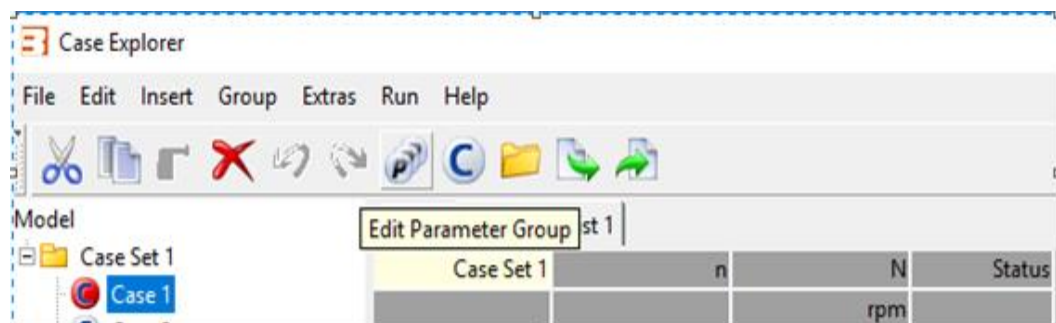 Case Explorer
File Edit Insert Group Extras Run Help
p C
Model
Edit Parameter Group st 1
Case Set 1
Case Set 1 n N Status
C Case 1
rpm